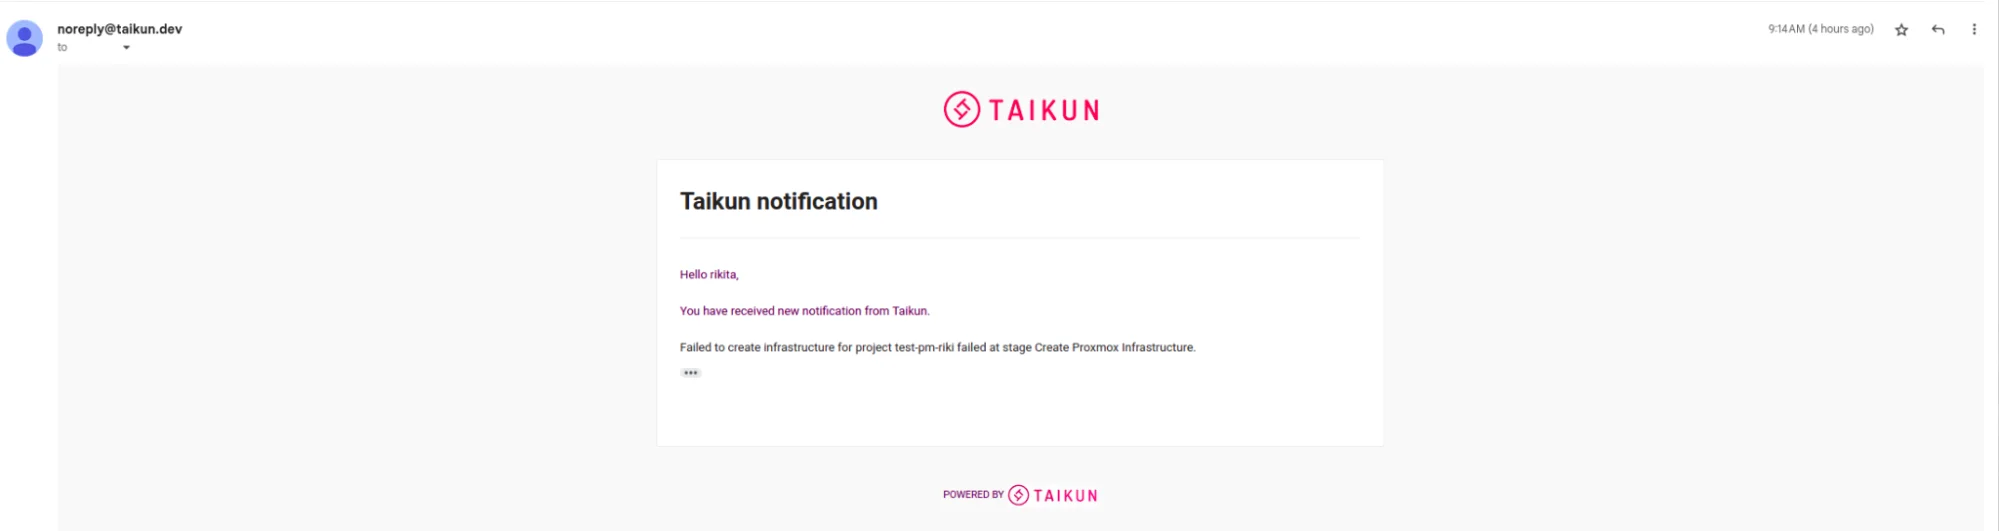 noreply@taikun.dev
9:14 AM (4 hours ago)
to
TAIKUN
Taikun notification
Hello rikita,
You have received new notification from Taikun.
Failed to create infrastructure for project test-pm-riki failed at stage Create Proxmox Infrastructure.
POWERED BY TAIKUN